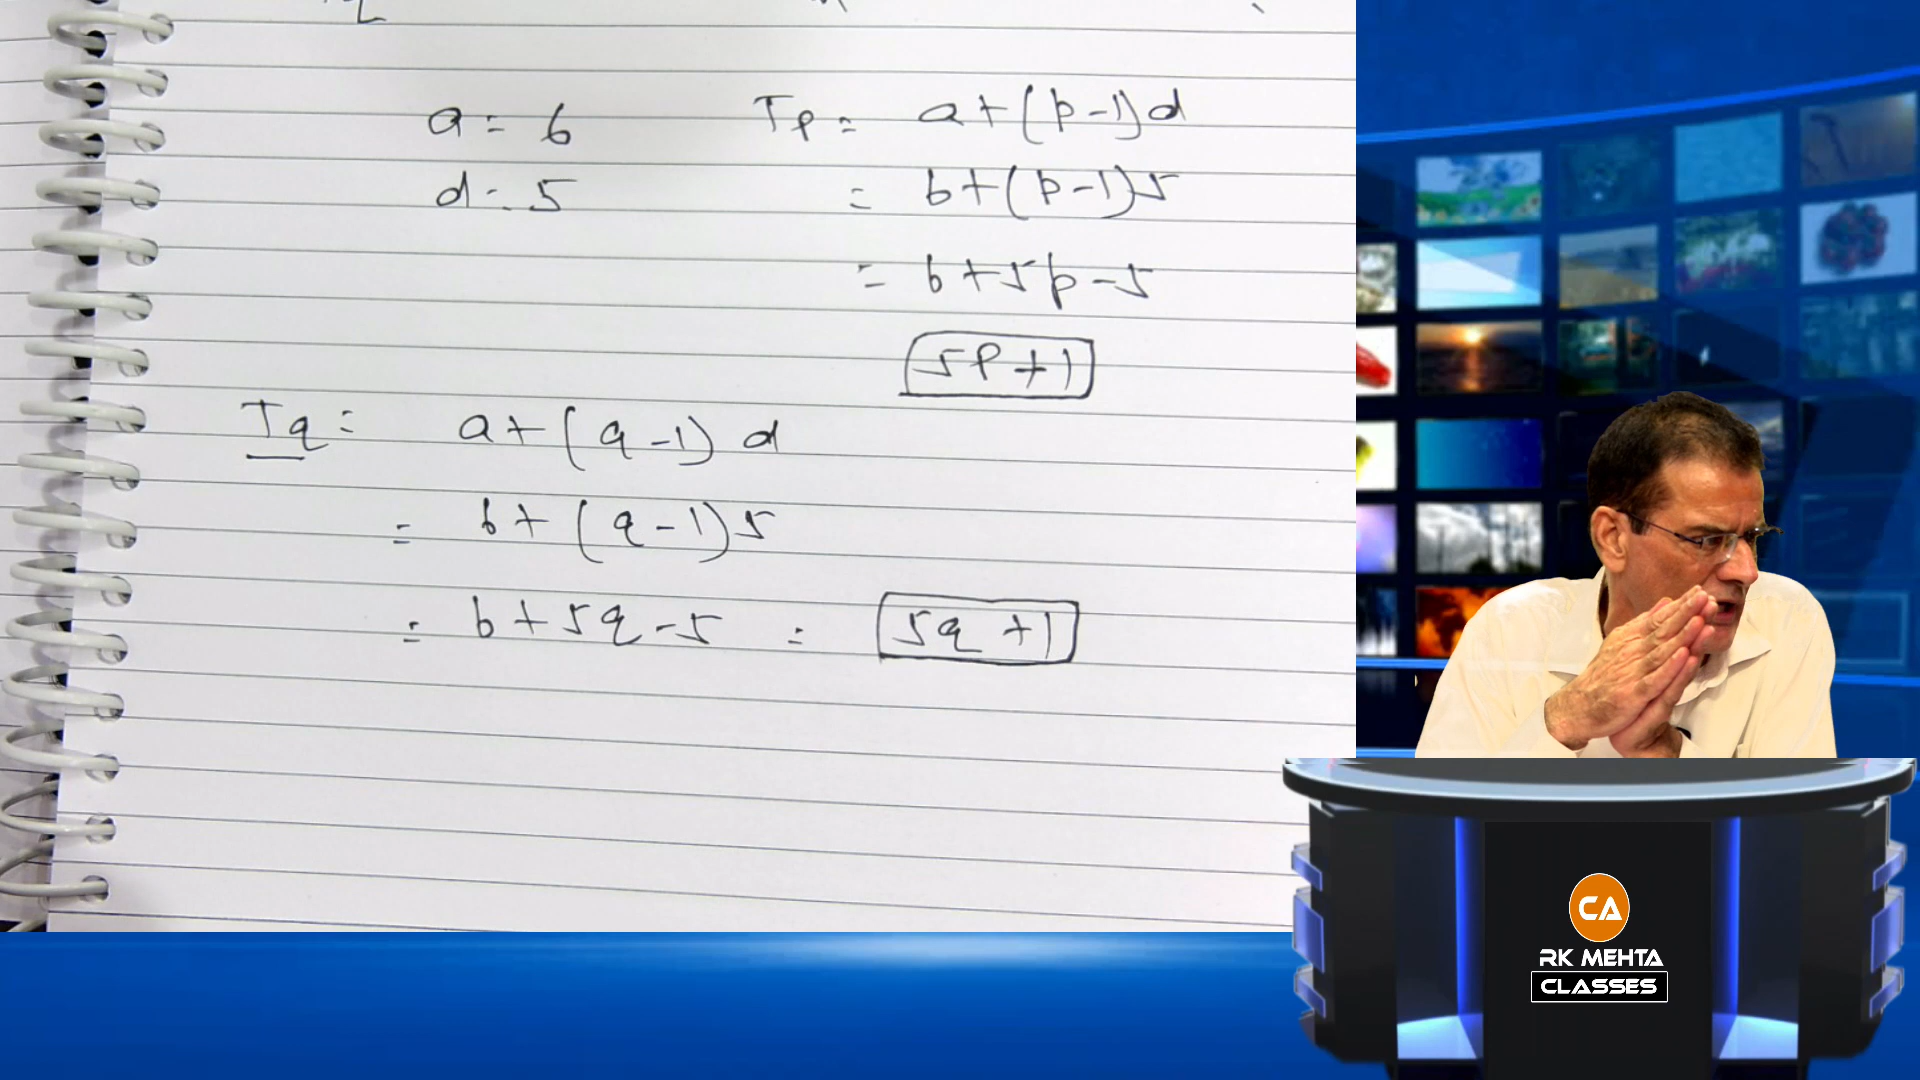 a = 6
d = 5
Tp = a + (p-1)d
= 6 + (p-1)5
= 6 + 5p - 5
5P + 1
Tq = a + (q-1) d
= 6 + (q-1)5
= 6 + 5q - 5 = 5q + 1
CA
RK MEHTA
CLASSES